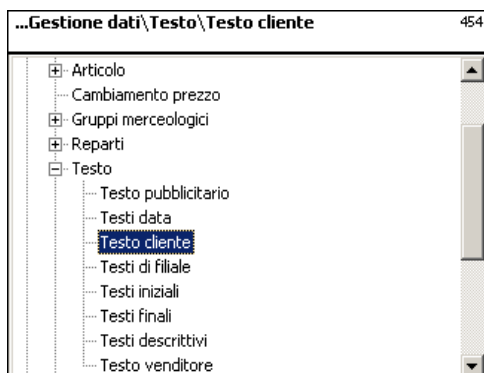 ...Gestione dati\Testo\Testo cliente 454
Articolo
Cambiamento prezzo
Gruppi merceologici
Reparti
Testo
Testo pubblicitario
Testi data
Testo cliente
Testi di filiale
Testi iniziali
Testi finali
Testi descrittivi
Testo venditore